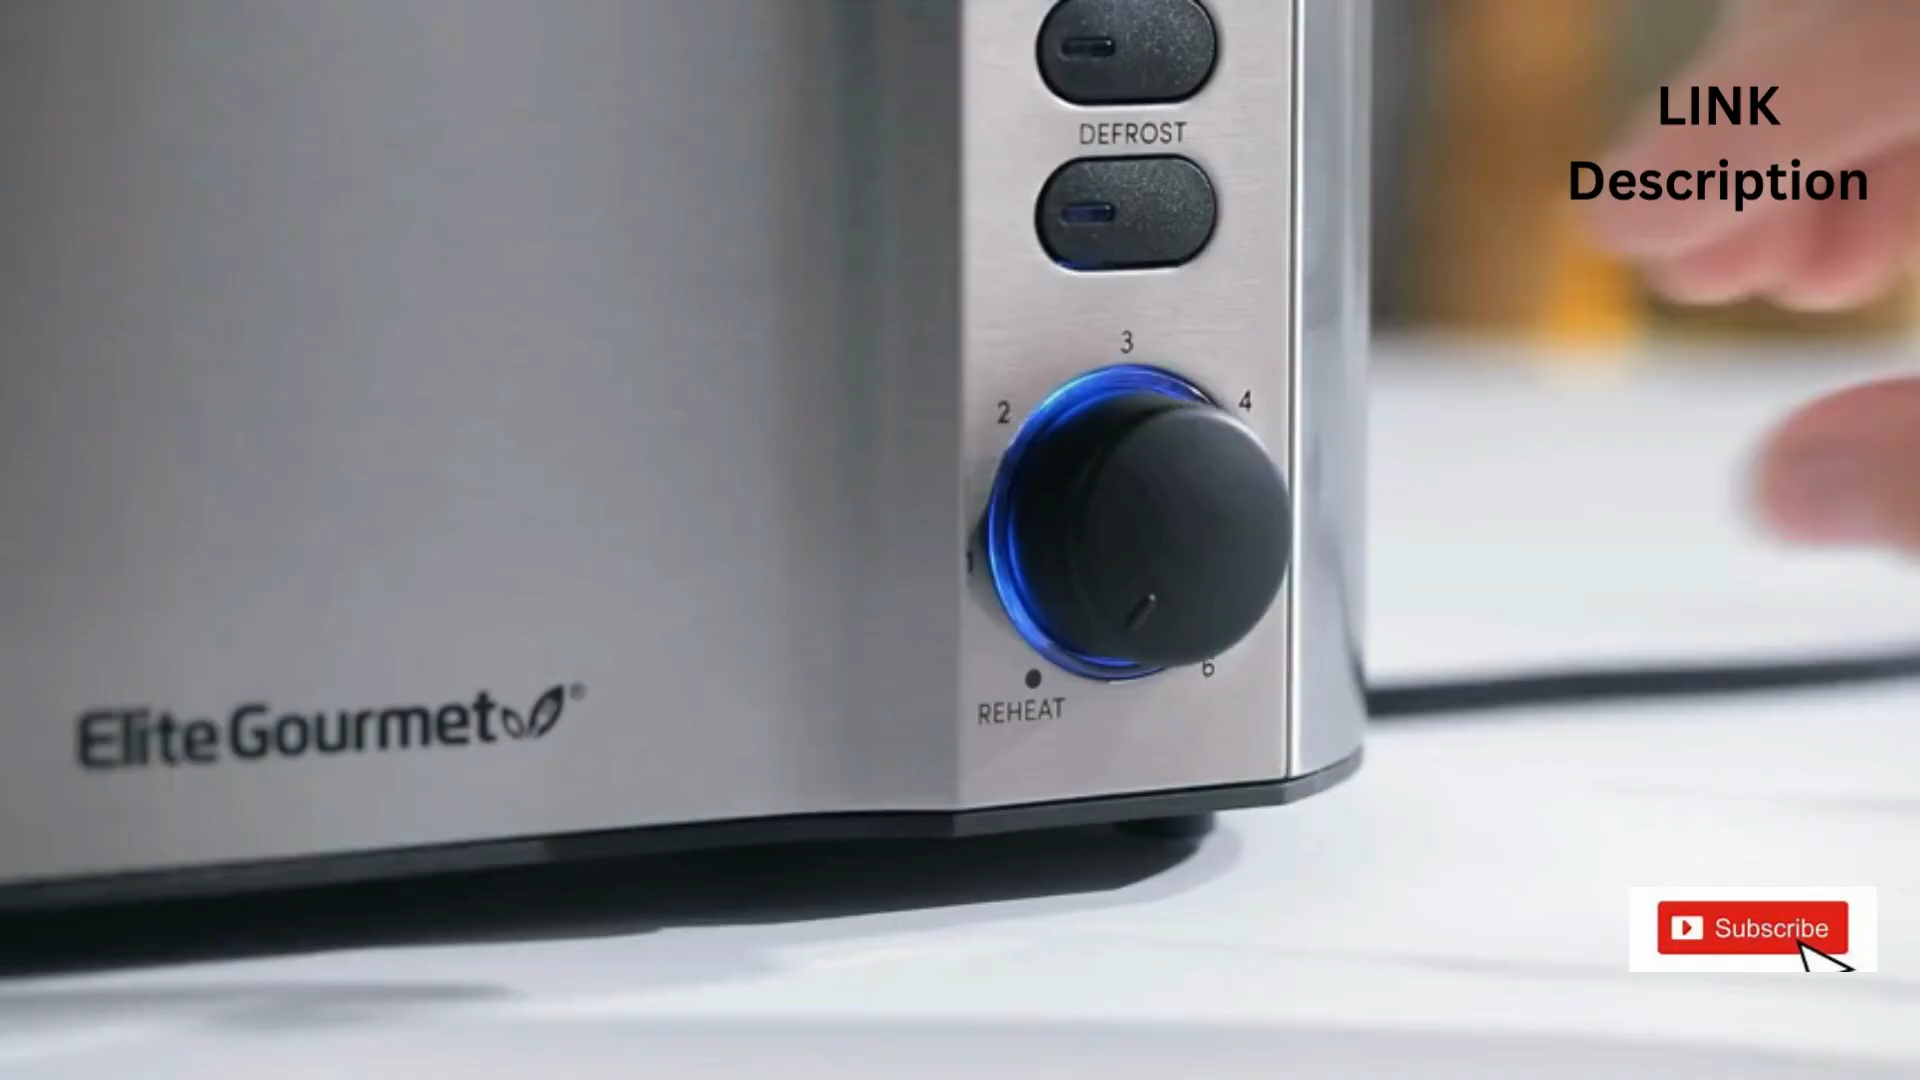 LINK
Description
DEFROST
3
2
4
1
6
REHEAT
Elite Gourmet®
Subscribe